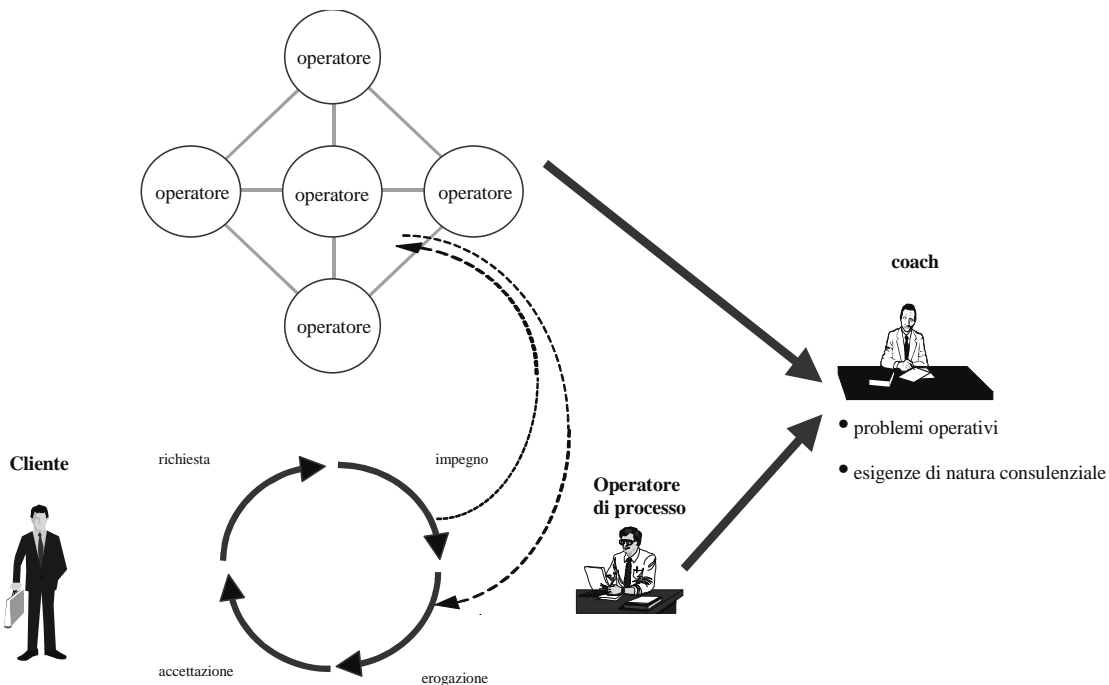 operatore
operatore
operatore
operatore
operatore
coach
problemi operativi
esigenze di natura consulenziale
Cliente
richiesta
impegno
Operatore
di processo
accettazione
erogazione